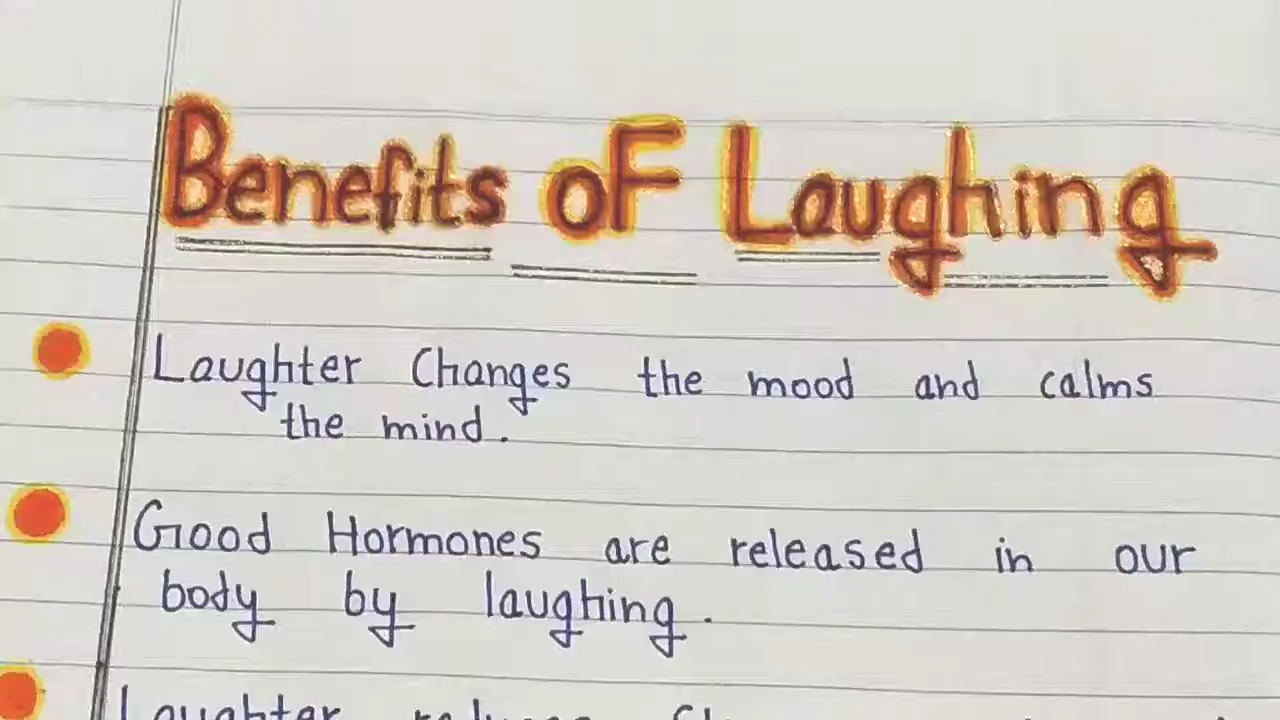 Benefits oF Laughing
Laughter Changes the mood and calms
the mind.
Good Hormones are released in our
body by laughing.
Laughter